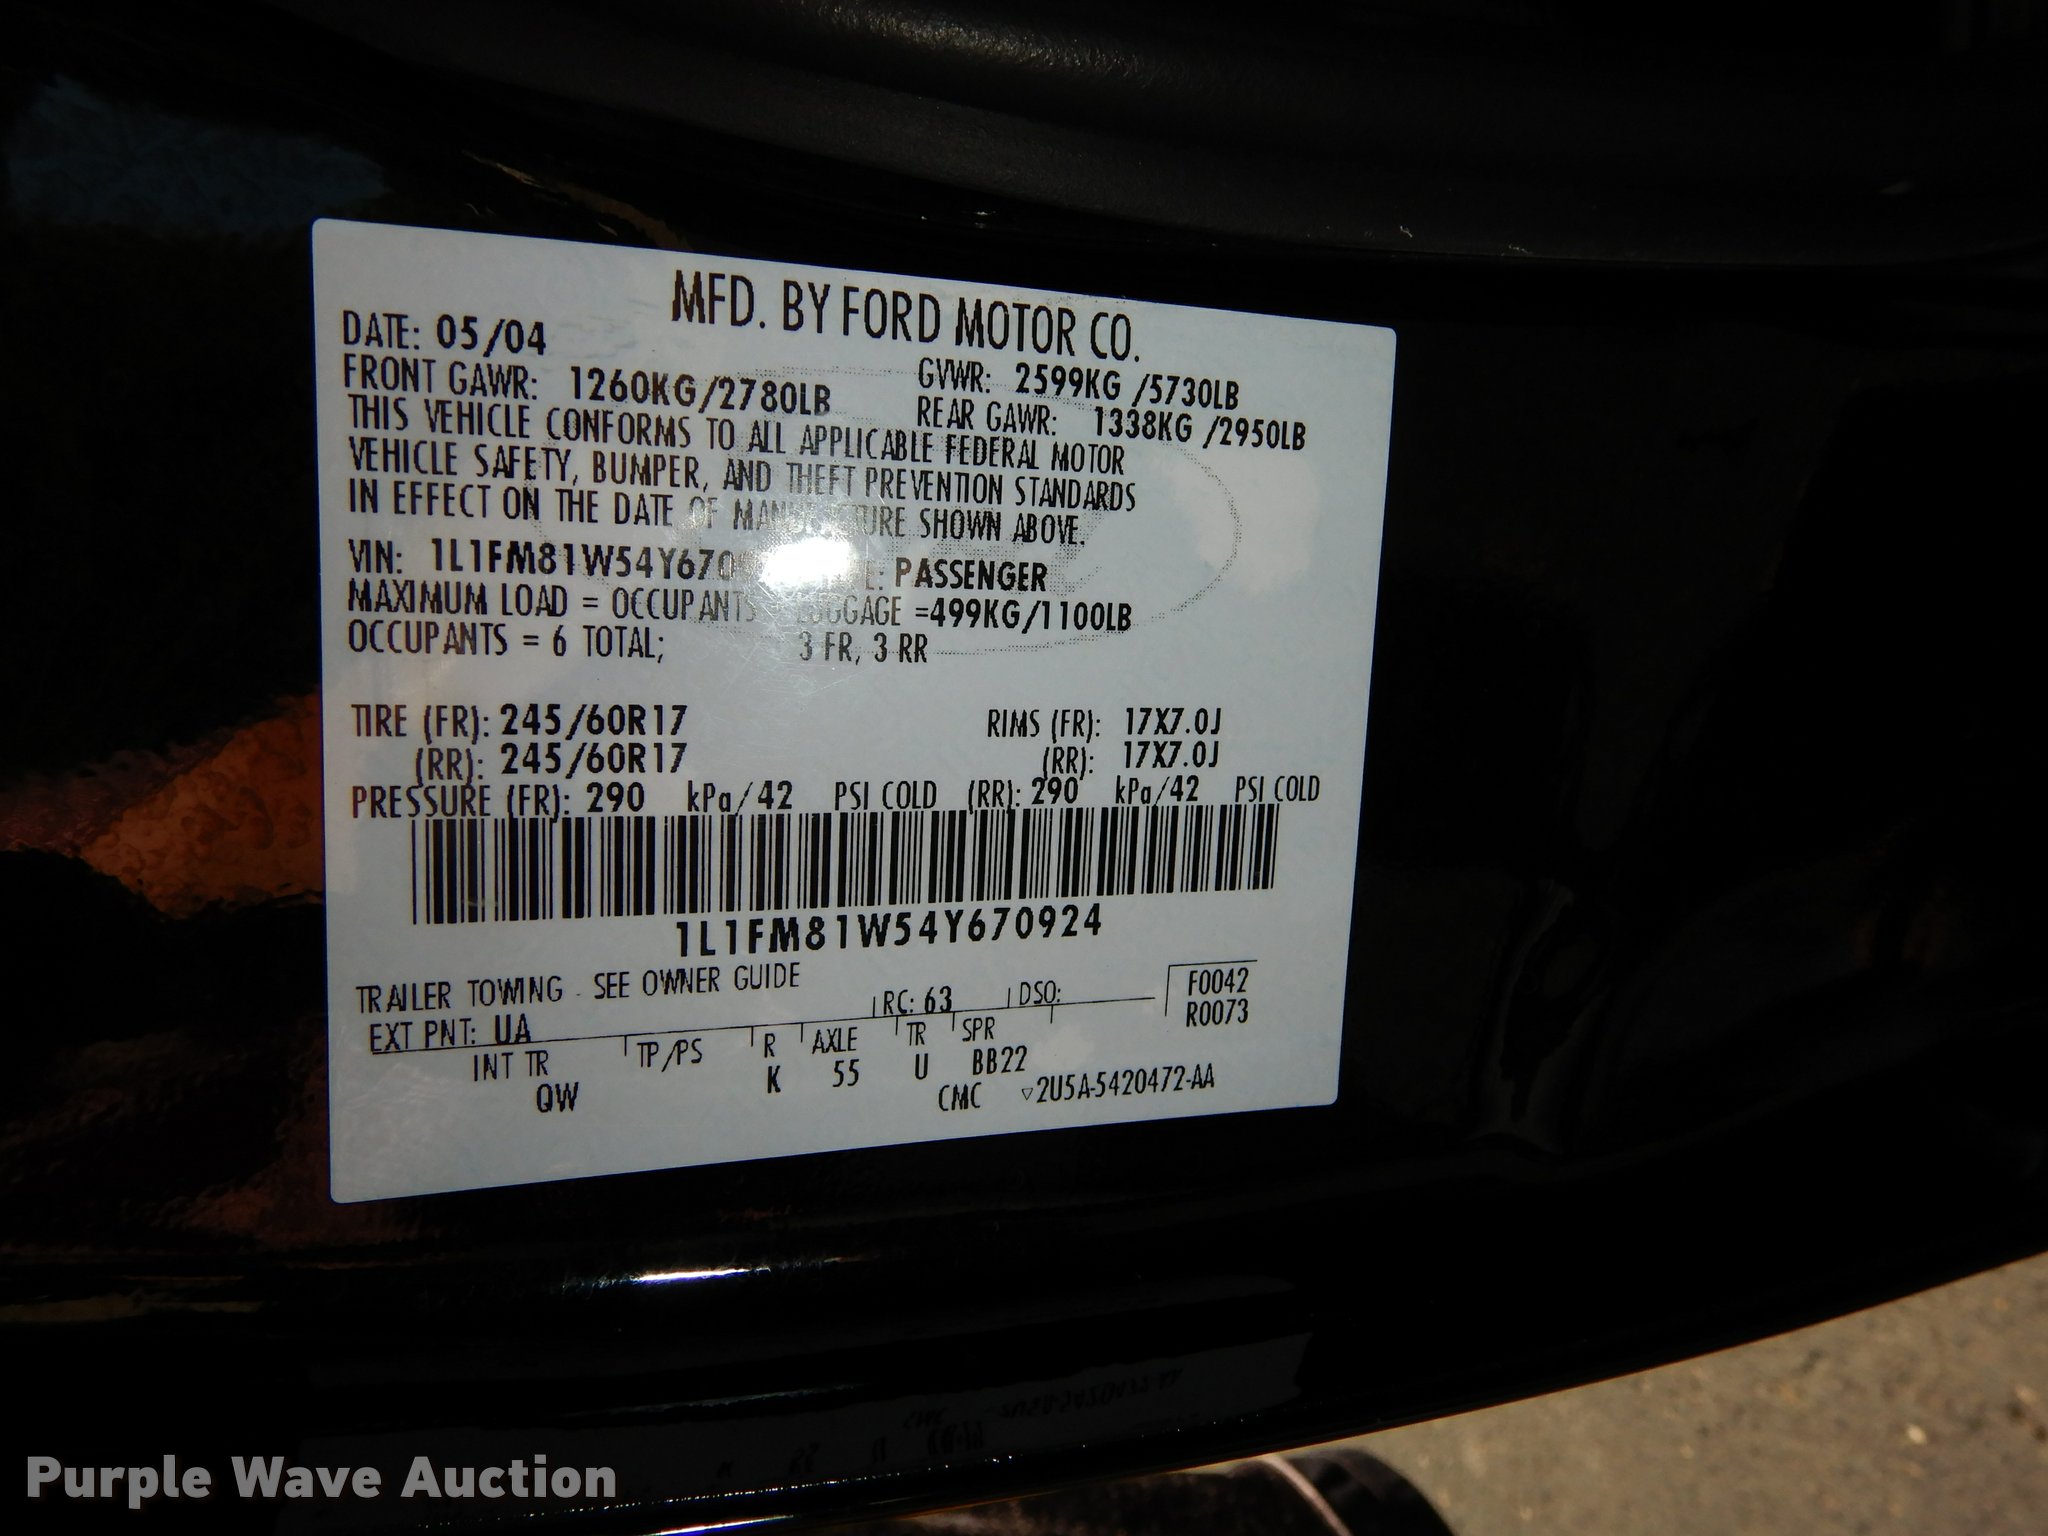 MFD. BY FORD MOTOR CO.
DATE: 05/04
GVWR: 2599KG /5730LB
FRONT GAWR: 1260KG/2780LB
REAR GAWR: 1338KG /2950LB
THIS VEHICLE CONFORMS TO ALL APPLICABLE FEDERAL MOTOR
VEHICLE SAFETY, BUMPER, AND THEFT PREVENTION STANDARDS
IN EFFECT ON THE DATE OF MANUFACTURE SHOWN ABOVE.
VIN: 1L1FM81W54Y670 PASSENGER
MAXIMUM LOAD = OCCUPANTS LUGGAGE =499KG/1100LB
OCCUPANTS = 6 TOTAL; 3 FR, 3 RR
TIRE (FR): 245/60R17 RIMS (FR): 17X7.0J
(RR): 245/60R17 (RR): 17X7.0J
PRESSURE (FR): 290 kPa/42 PSI COLD (RR): 290 kPa/42 PSI COLD
1L1FM81W54Y670924
TRAILER TOWING - SEE OWNER GUIDE
EXT PNT: UA RC: 63 DSO: F0042
R0073
INT TR TP/PS R AXLE TR SPR
QW K 55 U BB22
CMC ▽2U5A-5420472-AA
Purple Wave Auction